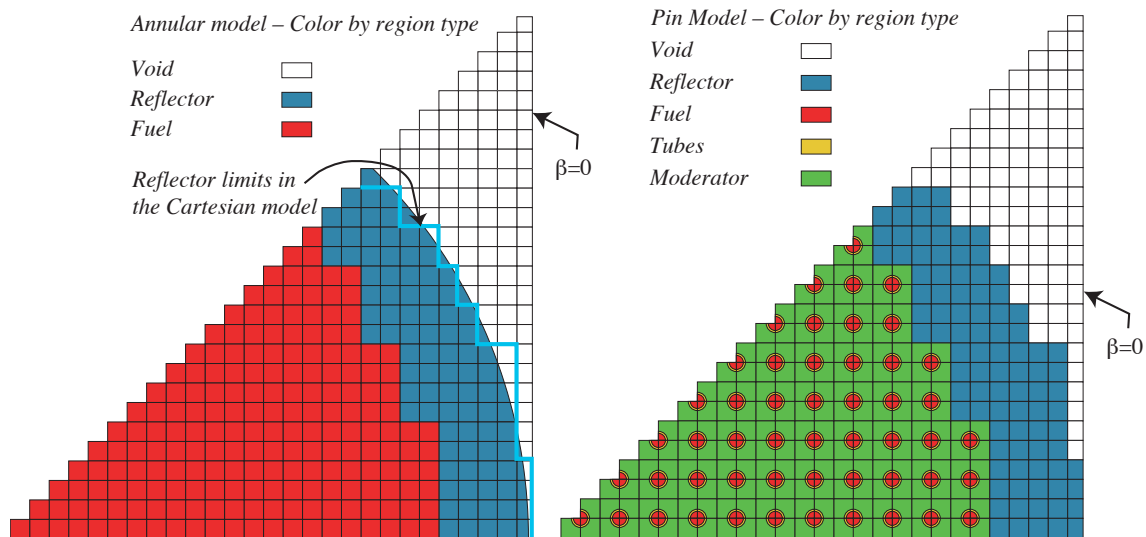 Annular model – Color by region type
Void
Reflector
Fuel
Reflector limits in
the Cartesian model
β=0
Pin Model – Color by region type
Void
Reflector
Fuel
Tubes
Moderator
β=0